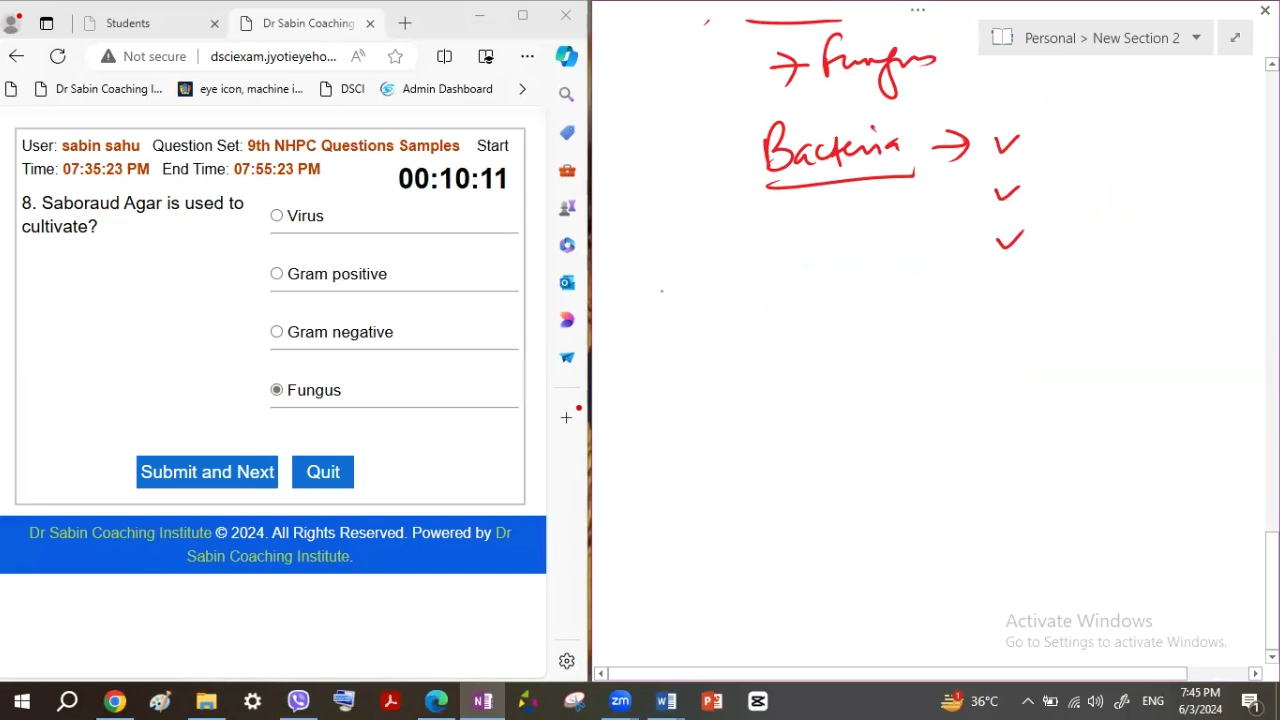 Students
Dr Sabin Coaching
Not secure
dsciexam.jyotieyeho...
Dr Sabin Coaching I...
eye icon, machine i...
DSCI
Admin Dashboard
User: sabin sahu Question Set: 9th NHPC Questions Samples Start
Time: 07:35:23 PM End Time: 07:55:23 PM
00:10:11
8. Saboraud Agar is used to
cultivate?
Virus
Gram positive
Gram negative
Fungus
Submit and Next
Quit
Dr Sabin Coaching Institute © 2024. All Rights Reserved. Powered by Dr
Sabin Coaching Institute.
Personal > New Section 2
→ Fungus
Bacteria → ✓
✓
✓
Activate Windows
Go to Settings to activate Windows.
36°C
ENG
7:45 PM
6/3/2024